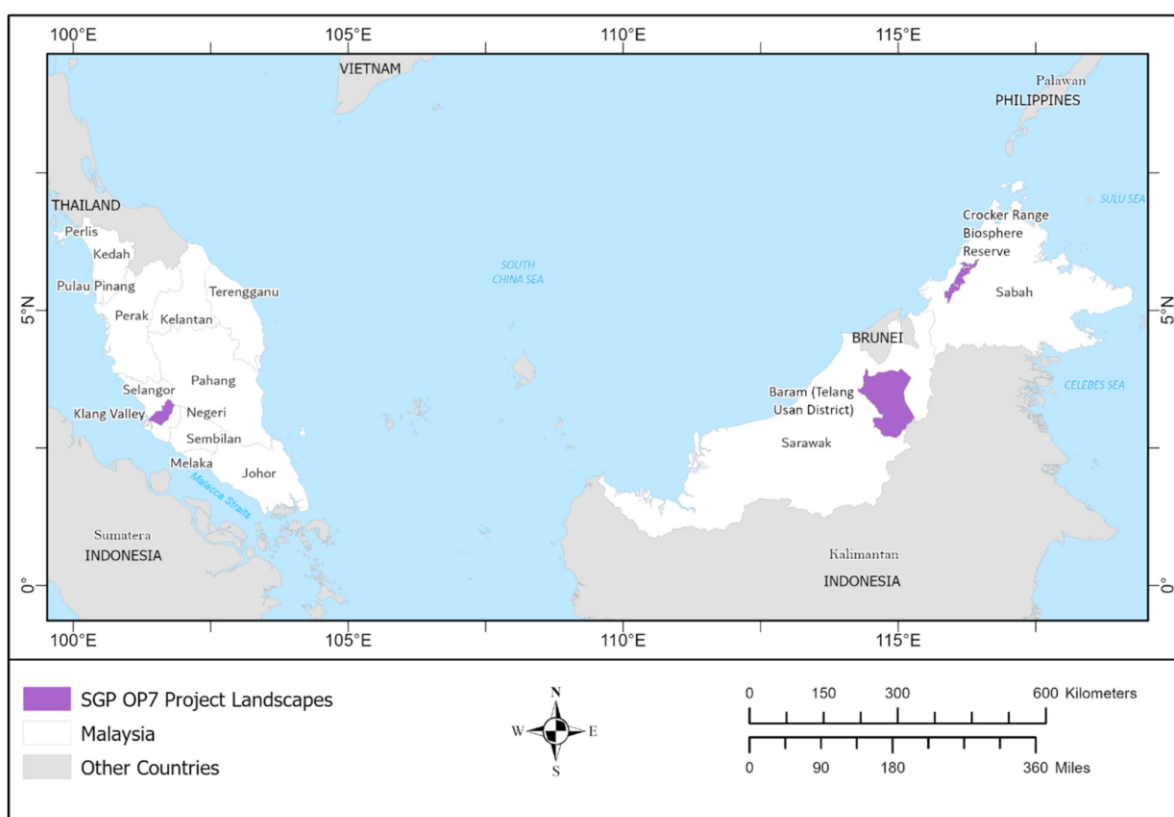 100°E
105°E
110°E
115°E
VIETNAM
Palawan
PHILIPPINES
THAILAND
SULU SEA
Perlis
Crocker Range
Biosphere
Reserve
Kedah
SOUTH
CHINA SEA
Pulau Pinang
Terengganu
Sabah
5°N
Perak
Kelantan
5°N
BRUNEI
Pahang
Selangor
CELEBES SEA
Baram (Telang
Usan District)
Klang Valley
Negeri
Sembilan
Sarawak
Melaka
Johor
Malacca Straits
Sumatera
INDONESIA
Kalimantan
INDONESIA
0°
0°
100°E
105°E
110°E
115°E
SGP OP7 Project Landscapes
Malaysia
Other Countries
N
W
E
S
0 150 300 600 Kilometers
0 90 180 360 Miles